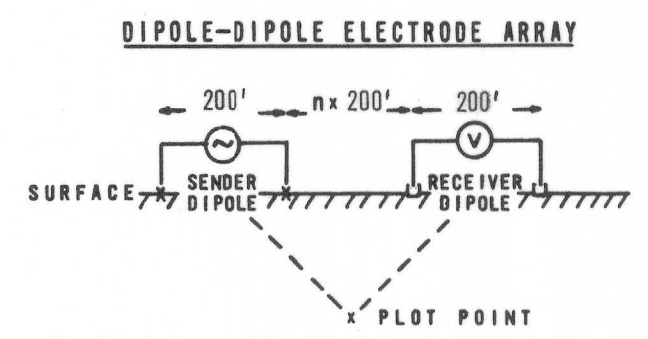 DIPOLE-DIPOLE ELECTRODE ARRAY
200' n x 200' 200'
~ V
SURFACE x SENDER x RECEIVER
DIPOLE DIPOLE
x PLOT POINT